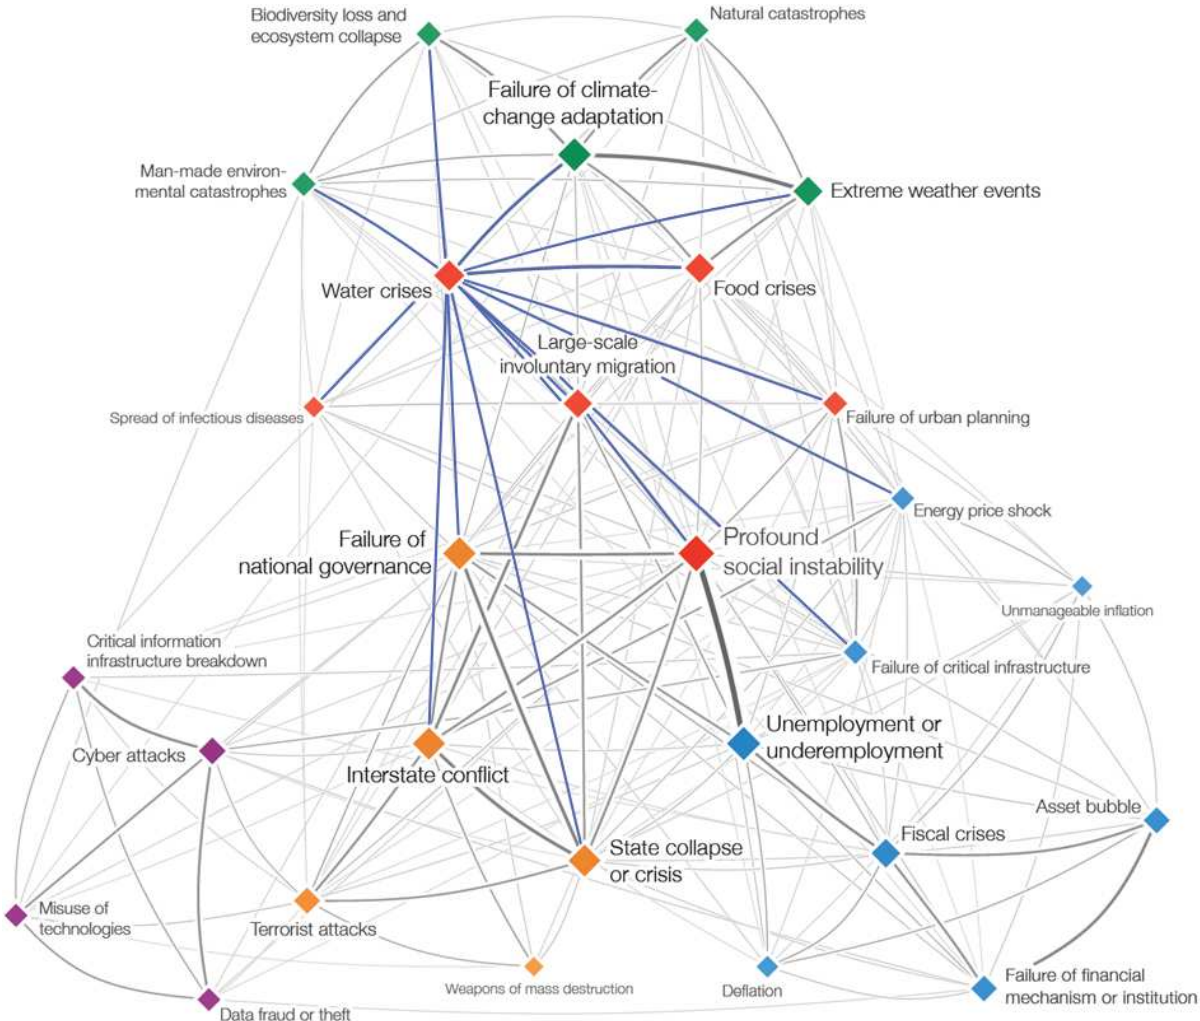 Biodiversity loss and
ecosystem collapse
Natural catastrophes
Failure of climate-
change adaptation
Man-made environ-
mental catastrophes
Extreme weather events
Water crises
Food crises
Large-scale
involuntary migration
Spread of infectious diseases
Failure of urban planning
Energy price shock
Failure of
national governance
Profound
social instability
Unmanageable inflation
Critical information
infrastructure breakdown
Failure of critical infrastructure
Cyber attacks
Interstate conflict
Unemployment or
underemployment
Asset bubble
Fiscal crises
State collapse
or crisis
Misuse of
technologies
Terrorist attacks
Weapons of mass destruction
Deflation
Failure of financial
mechanism or institution
Data fraud or theft